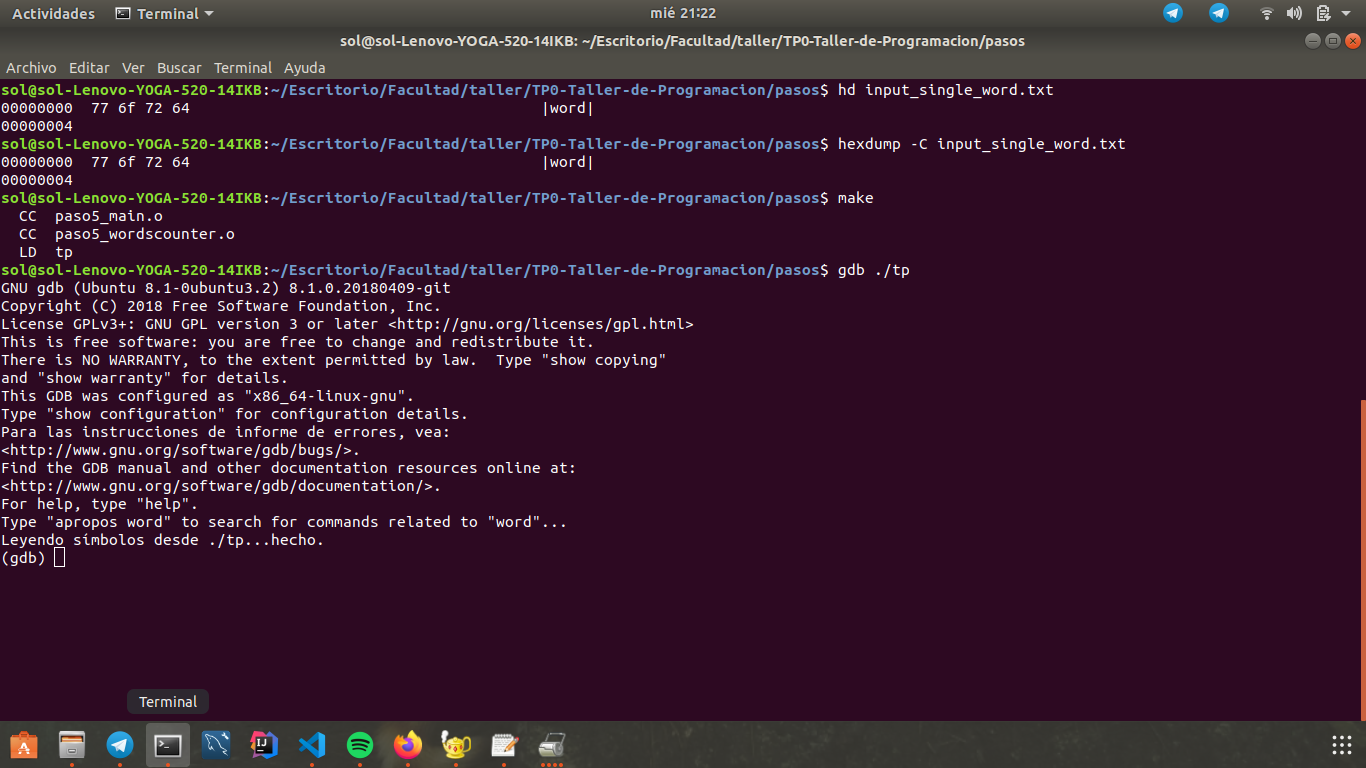 Actividades Terminal mié 21:22
sol@sol-Lenovo-YOGA-520-14IKB: ~/Escritorio/Facultad/taller/TP0-Taller-de-Programacion/pasos
Archivo Editar Ver Buscar Terminal Ayuda
sol@sol-Lenovo-YOGA-520-14IKB:~/Escritorio/Facultad/taller/TP0-Taller-de-Programacion/pasos$ hd input_single_word.txt
00000000  77 6f 72 64                                       |word|
00000004
sol@sol-Lenovo-YOGA-520-14IKB:~/Escritorio/Facultad/taller/TP0-Taller-de-Programacion/pasos$ hexdump -C input_single_word.txt
00000000  77 6f 72 64                                       |word|
00000004
sol@sol-Lenovo-YOGA-520-14IKB:~/Escritorio/Facultad/taller/TP0-Taller-de-Programacion/pasos$ make
  CC  paso5_main.o
  CC  paso5_wordscounter.o
  LD  tp
sol@sol-Lenovo-YOGA-520-14IKB:~/Escritorio/Facultad/taller/TP0-Taller-de-Programacion/pasos$ gdb ./tp
GNU gdb (Ubuntu 8.1-0ubuntu3.2) 8.1.0.20180409-git
Copyright (C) 2018 Free Software Foundation, Inc.
License GPLv3+: GNU GPL version 3 or later <http://gnu.org/licenses/gpl.html>
This is free software: you are free to change and redistribute it.
There is NO WARRANTY, to the extent permitted by law.  Type "show copying"
and "show warranty" for details.
This GDB was configured as "x86_64-linux-gnu".
Type "show configuration" for configuration details.
Para las instrucciones de informe de errores, vea:
<http://www.gnu.org/software/gdb/bugs/>.
Find the GDB manual and other documentation resources online at:
<http://www.gnu.org/software/gdb/documentation/>.
For help, type "help".
Type "apropos word" to search for commands related to "word"...
Leyendo símbolos desde ./tp...hecho.
(gdb)
Terminal
IJ